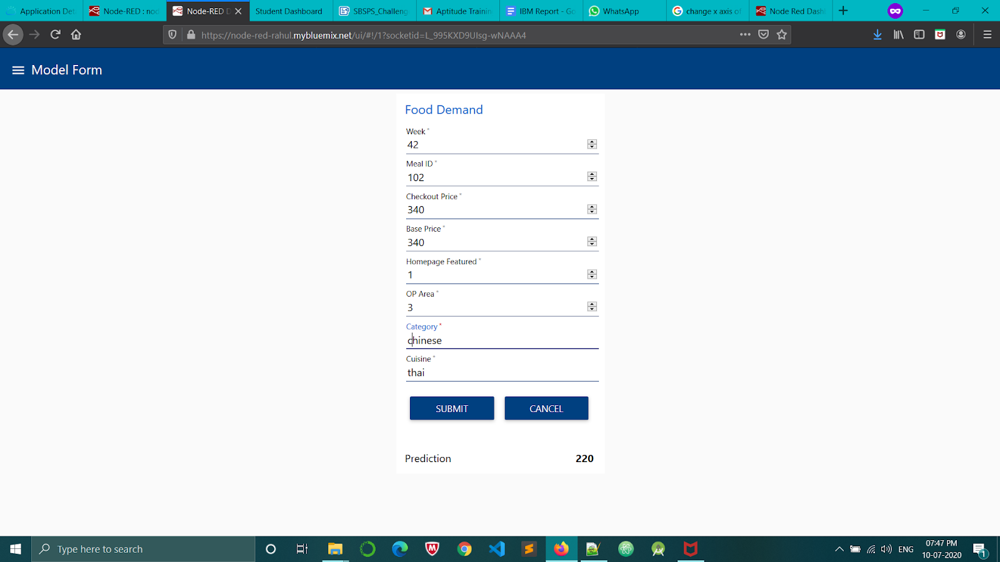 Application Det
Node-RED : nod
Node-RED D
Student Dashboard
SBSPS_Challeng
Aptitude Trainin
IBM Report - Go
WhatsApp
change x axis of
Node Red Dash
https://node-red-rahul.mybluemix.net/ui/#!/1?socketid=L_995KXD9UIsg-wNAAA4
Model Form
Food Demand
Week *
42
Meal ID *
102
Checkout Price *
340
Base Price *
340
Homepage Featured *
1
OP Area *
3
Category *
chinese
Cuisine *
thai
SUBMIT CANCEL
Prediction 220
Type here to search
ENG
07:47 PM
10-07-2020
1